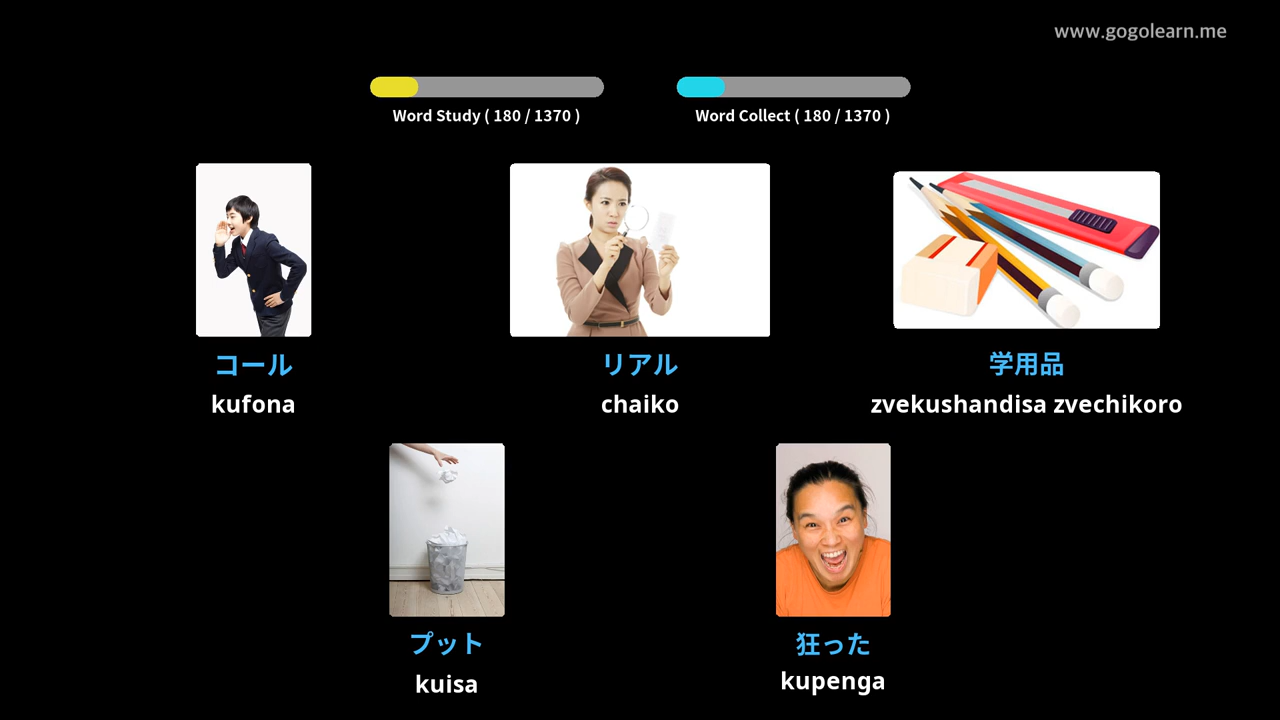 www.gogolearn.me
Word Study ( 180 / 1370 )
Word Collect ( 180 / 1370 )
コール
kufona
リアル
chaiko
学用品
zvekushandisa zvechikoro
プット
kuisa
狂った
kupenga